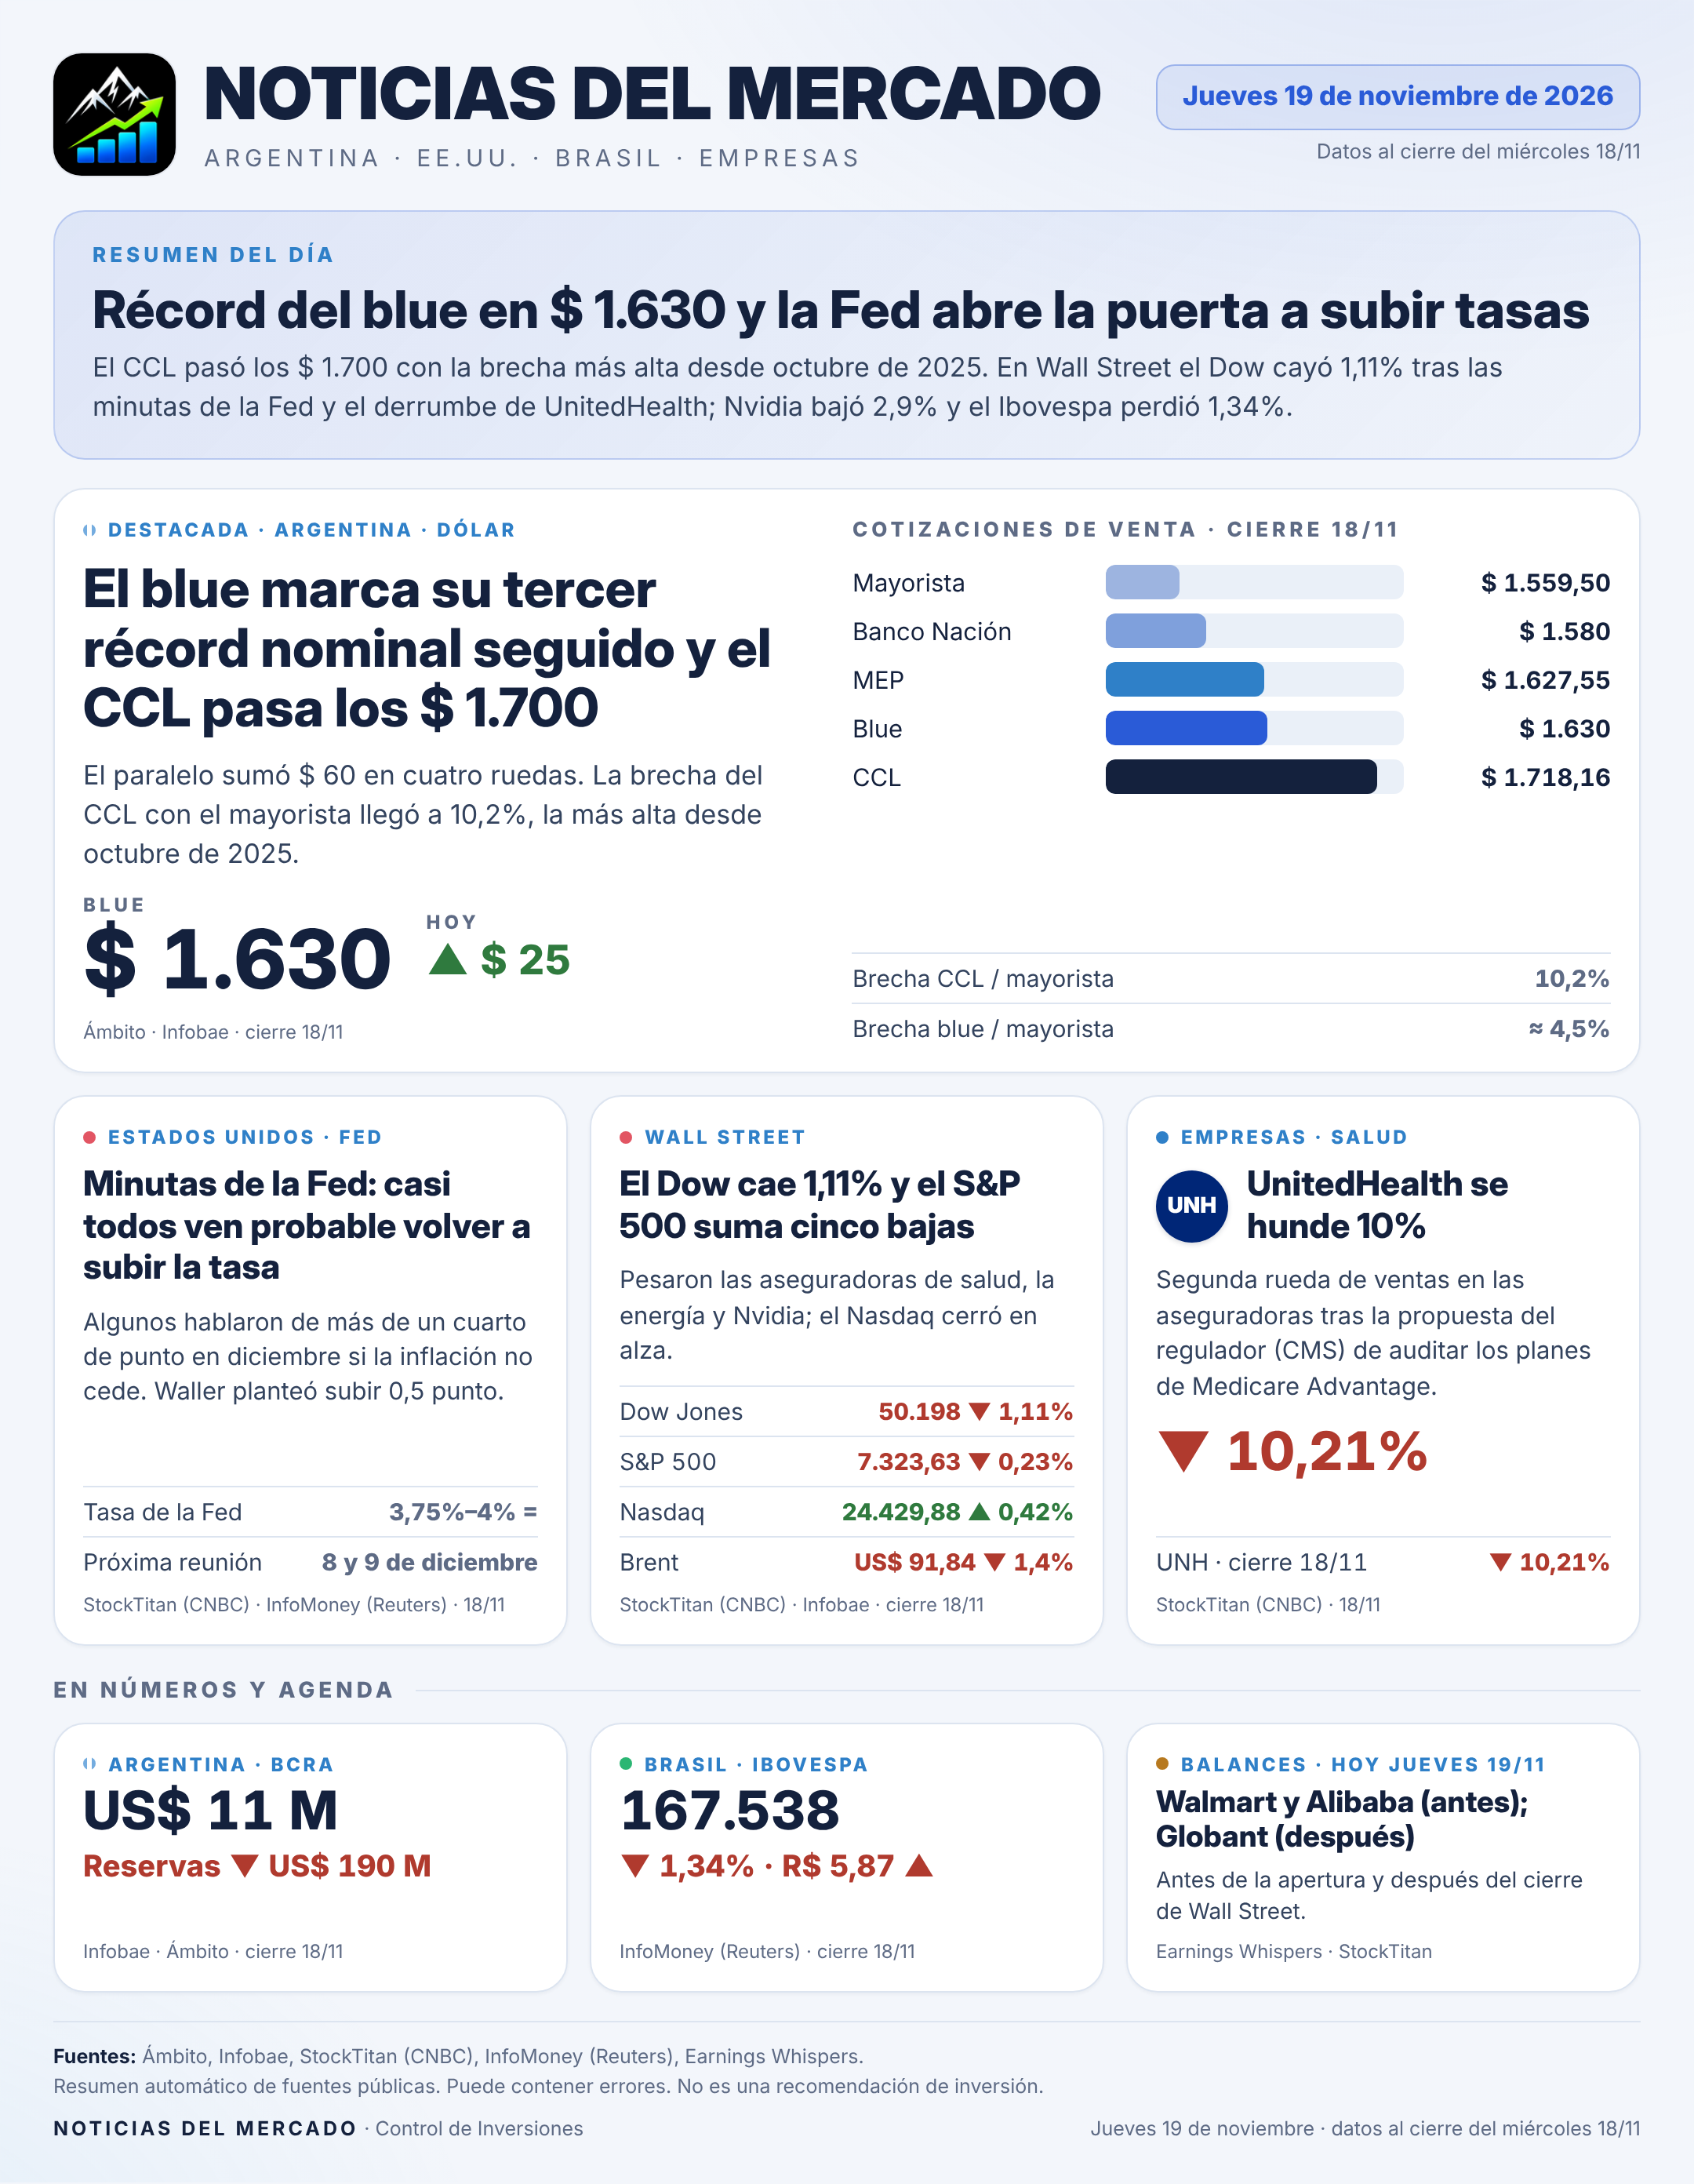 NOTICIAS DEL MERCADO
ARGENTINA · EE.UU. · BRASIL · EMPRESAS
Jueves 19 de noviembre de 2026
Datos al cierre del miércoles 18/11
RESUMEN DEL DÍA
Récord del blue en $ 1.630 y la Fed abre la puerta a subir tasas
El CCL pasó los $ 1.700 con la brecha más alta desde octubre de 2025. En Wall Street el Dow cayó 1,11% tras las
minutas de la Fed y el derrumbe de UnitedHealth; Nvidia bajó 2,9% y el Ibovespa perdió 1,34%.
DESTACADA · ARGENTINA · DÓLAR
El blue marca su tercer
récord nominal seguido y el
CCL pasa los $ 1.700
El paralelo sumó $ 60 en cuatro ruedas. La brecha del
CCL con el mayorista llegó a 10,2%, la más alta desde
octubre de 2025.
BLUE
$ 1.630
HOY
▲ $ 25
Ámbito · Infobae · cierre 18/11
COTIZACIONES DE VENTA · CIERRE 18/11
Mayorista $ 1.559,50
Banco Nación $ 1.580
MEP $ 1.627,55
Blue $ 1.630
CCL $ 1.718,16
Brecha CCL / mayorista 10,2%
Brecha blue / mayorista ≈ 4,5%
ESTADOS UNIDOS · FED
Minutas de la Fed: casi
todos ven probable volver a
subir la tasa
Algunos hablaron de más de un cuarto
de punto en diciembre si la inflación no
cede. Waller planteó subir 0,5 punto.
Tasa de la Fed 3,75%–4% =
Próxima reunión 8 y 9 de diciembre
StockTitan (CNBC) · InfoMoney (Reuters) · 18/11
WALL STREET
El Dow cae 1,11% y el S&P
500 suma cinco bajas
Pesaron las aseguradoras de salud, la
energía y Nvidia; el Nasdaq cerró en
alza.
Dow Jones 50.198 ▼ 1,11%
S&P 500 7.323,63 ▼ 0,23%
Nasdaq 24.429,88 ▲ 0,42%
Brent US$ 91,84 ▼ 1,4%
StockTitan (CNBC) · Infobae · cierre 18/11
EMPRESAS · SALUD
UNH
UnitedHealth se
hunde 10%
Segunda rueda de ventas en las
aseguradoras tras la propuesta del
regulador (CMS) de auditar los planes
de Medicare Advantage.
▼ 10,21%
UNH · cierre 18/11 ▼ 10,21%
StockTitan (CNBC) · 18/11
EN NÚMEROS Y AGENDA
ARGENTINA · BCRA
US$ 11 M
Reservas ▼ US$ 190 M
Infobae · Ámbito · cierre 18/11
BRASIL · IBOVESPA
167.538
▼ 1,34% · R$ 5,87 ▲
InfoMoney (Reuters) · cierre 18/11
BALANCES · HOY JUEVES 19/11
Walmart y Alibaba (antes);
Globant (después)
Antes de la apertura y después del cierre
de Wall Street.
Earnings Whispers · StockTitan
Fuentes: Ámbito, Infobae, StockTitan (CNBC), InfoMoney (Reuters), Earnings Whispers.
Resumen automático de fuentes públicas. Puede contener errores. No es una recomendación de inversión.
NOTICIAS DEL MERCADO · Control de Inversiones
Jueves 19 de noviembre · datos al cierre del miércoles 18/11